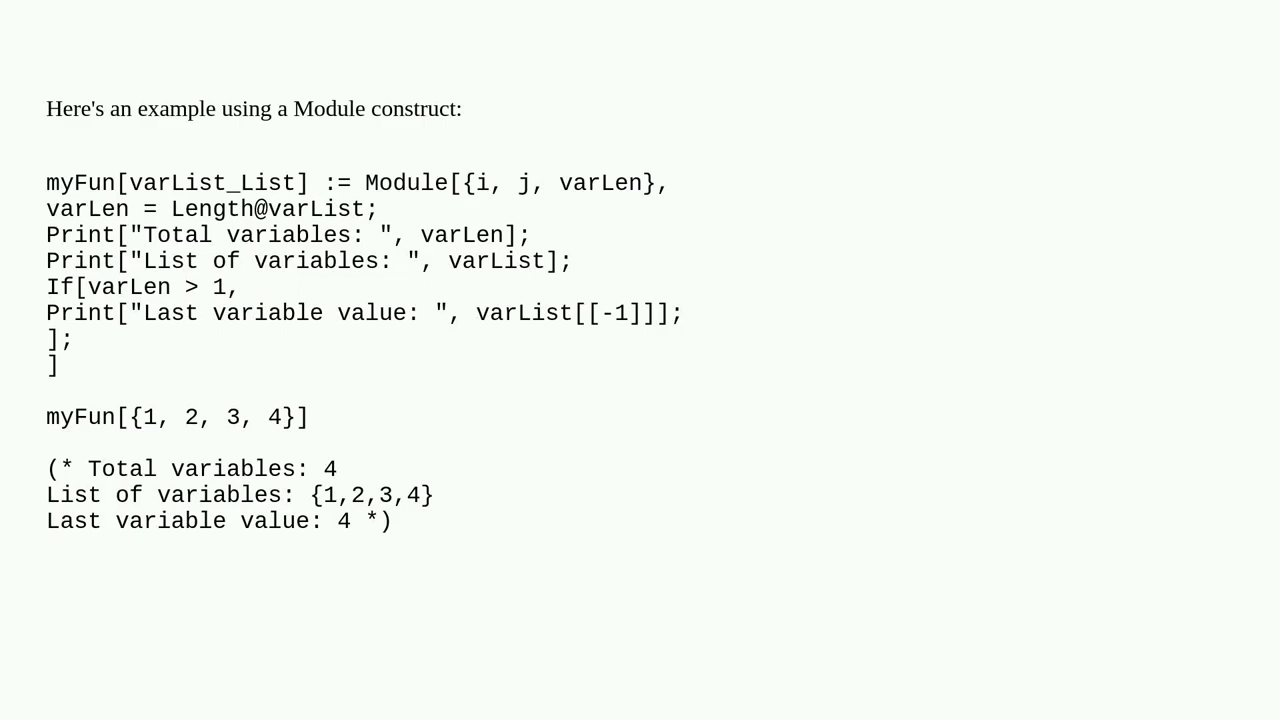 Here's an example using a Module construct:
myFun[varList_List] := Module[{i, j, varLen},
varLen = Length@varList;
Print["Total variables: ", varLen];
Print["List of variables: ", varList];
If[varLen > 1,
Print["Last variable value: ", varList[[-1]]];
];
]
myFun[{1, 2, 3, 4}]
(* Total variables: 4
List of variables: {1,2,3,4}
Last variable value: 4 *)